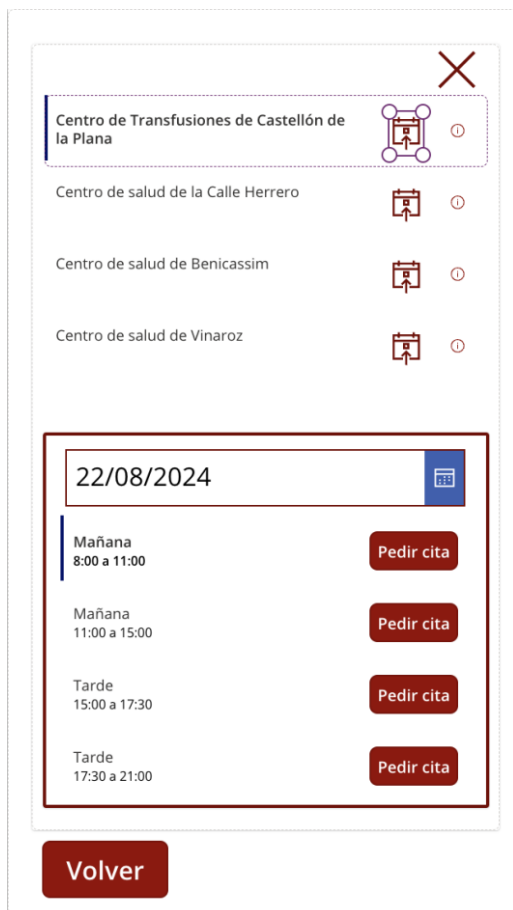 Centro de Transfusiones de Castellón de
la Plana
Centro de salud de la Calle Herrero
Centro de salud de Benicassim
Centro de salud de Vinaroz
22/08/2024
Mañana
8:00 a 11:00
Pedir cita
Mañana
11:00 a 15:00
Pedir cita
Tarde
15:00 a 17:30
Pedir cita
Tarde
17:30 a 21:00
Pedir cita
Volver